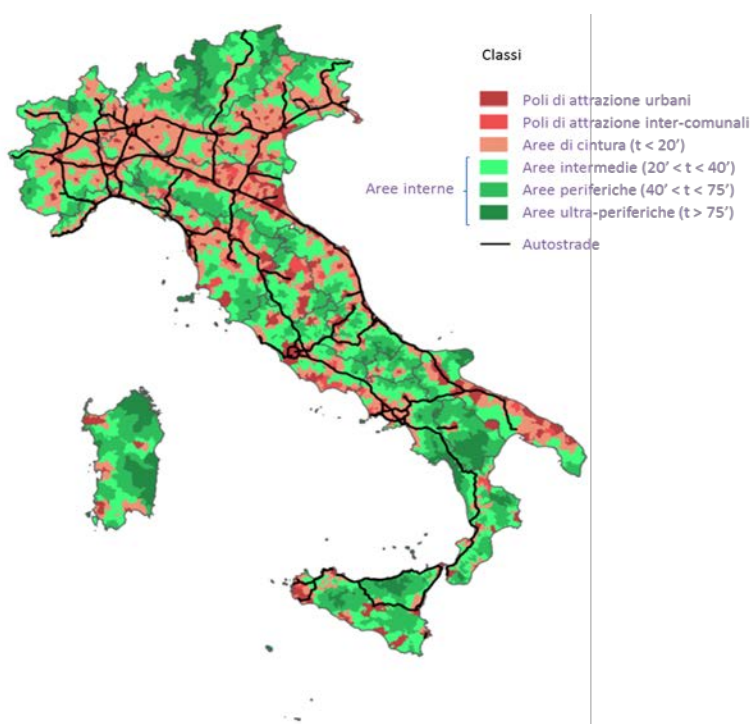 Classi
Poli di attrazione urbani
Poli di attrazione inter-comunali
Aree di cintura (t < 20')
Aree intermedie (20' < t < 40')
Aree interne
Aree periferiche (40' < t < 75')
Aree ultra-periferiche (t > 75')
Autostrade